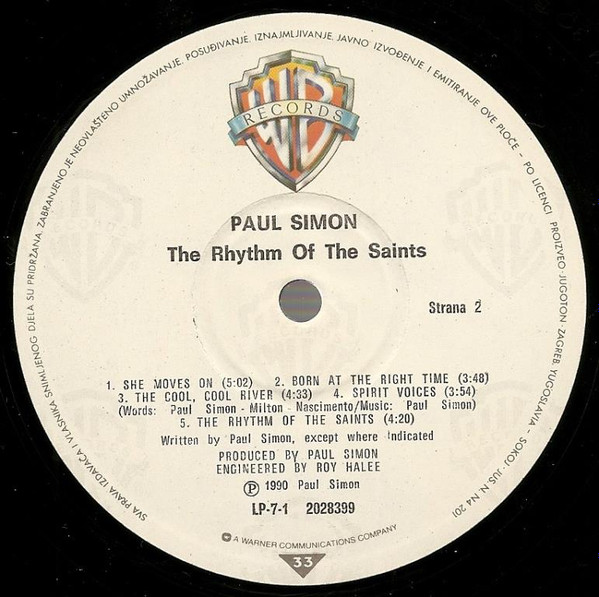 SVA PRAVA IZDAVAČA I VLASNIKA SNIMLJENOG DJELA SU PRIDRŽANA. ZABRANJENO JE NEOVLAŠTENO UMNOŽAVANJE, POSUĐIVANJE, IZNAJMLJIVANJE, JAVNO IZVOĐENJE I EMITIRANJE OVE PLOČE - PO LICENCI PROIZVEO JUGOTON - ZAGREB, YUGOSLAVIA - SOKOJ - JUS. N. N4 201
WB
RECORDS
PAUL SIMON
The Rhythm Of The Saints
Strana 2
1. SHE MOVES ON (5:02) 2. BORN AT THE RIGHT TIME (3:48)
3. THE COOL, COOL RIVER (4:33) 4. SPIRIT VOICES (3:54)
(Words: Paul Simon - Milton - Nascimento/Music: Paul Simon)
5. THE RHYTHM OF THE SAINTS (4:20)
Written by Paul Simon, except where Indicated
PRODUCED BY PAUL SIMON
ENGINEERED BY ROY HALEE
Ⓟ 1990 Paul Simon
LP-7-1 2028399
A WARNER COMMUNICATIONS COMPANY
33